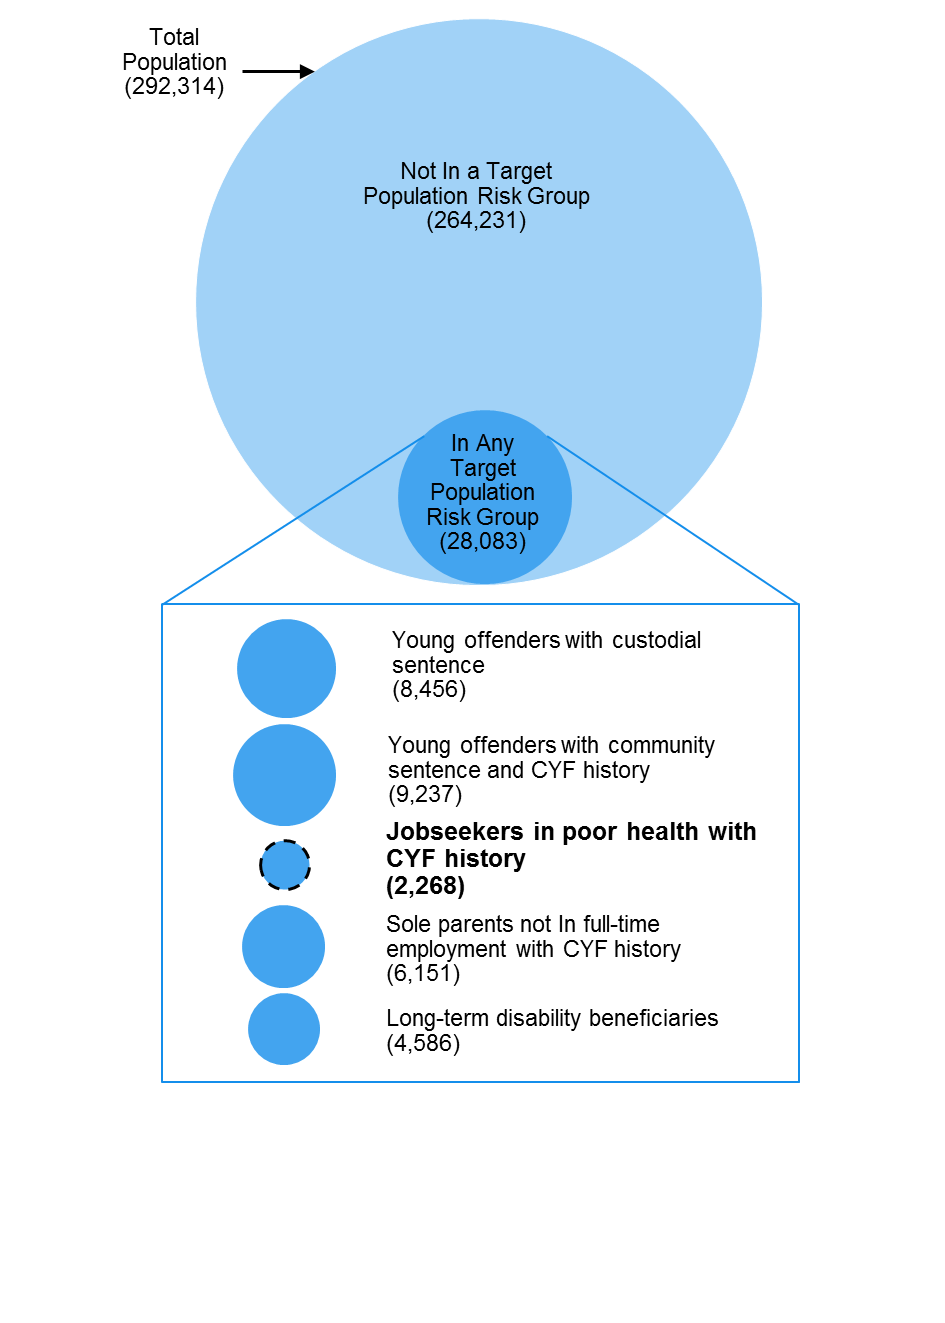 Total
Population
(292,314)
Not In a Target
Population Risk Group
(264,231)
In Any
Target
Population
Risk Group
(28,083)
Young offenders with custodial
sentence
(8,456)
Young offenders with community
sentence and CYF history
(9,237)
Jobseekers in poor health with
CYF history
(2,268)
Sole parents not In full-time
employment with CYF history
(6,151)
Long-term disability beneficiaries
(4,586)